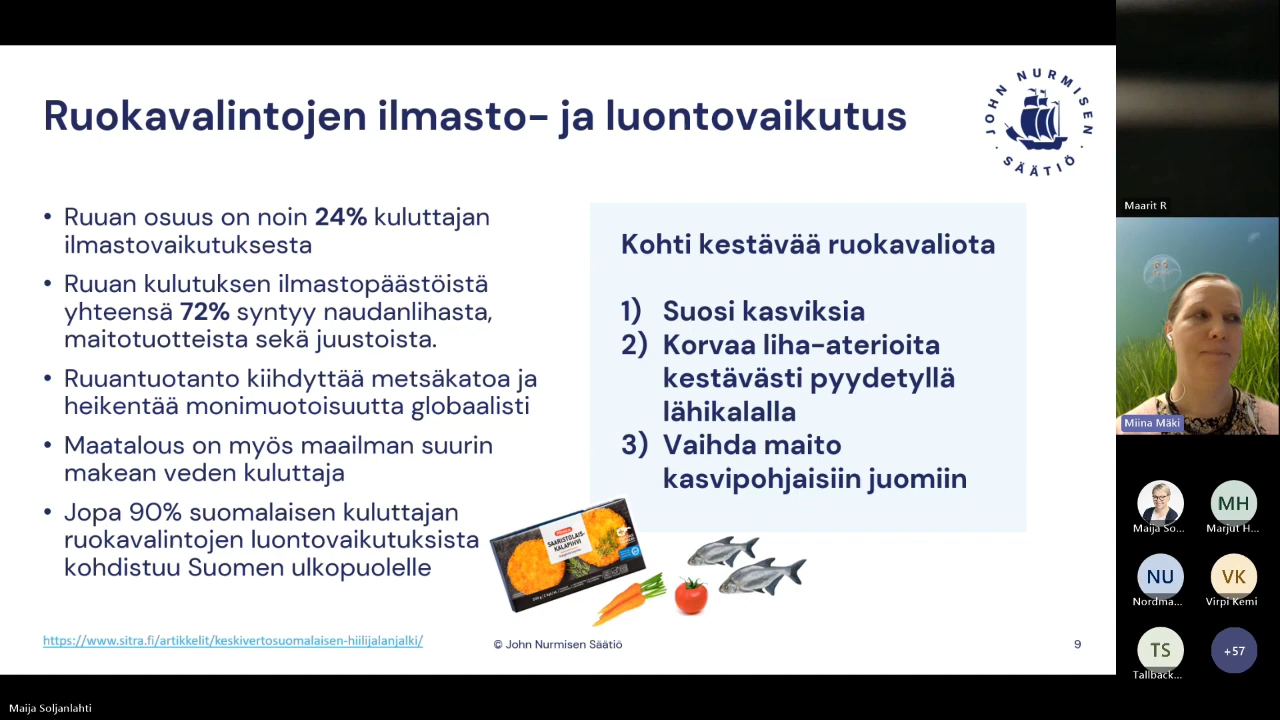 Ruokavalintojen ilmasto- ja luontovaikutus
JOHN NURMISEN SÄÄTIÖ
• Ruuan osuus on noin 24% kuluttajan
ilmastovaikutuksesta
• Ruuan kulutuksen ilmastopäästöistä
yhteensä 72% syntyy naudanlihasta,
maitotuotteista sekä juustoista.
• Ruuantuotanto kiihdyttää metsäkatoa ja
heikentää monimuotoisuutta globaalisti
• Maatalous on myös maailman suurin
makean veden kuluttaja
• Jopa 90% suomalaisen kuluttajan
ruokavalintojen luontovaikutuksista
kohdistuu Suomen ulkopuolelle
Kohti kestävää ruokavaliota
1) Suosi kasviksia
2) Korvaa liha-aterioita
kestävästi pyydetyllä
lähikalalla
3) Vaihda maito
kasvipohjaisiin juomiin
SAARISTOLAIS-
KALAPIHVI
https://www.sitra.fi/artikkelit/keskivertosuomalaisen-hiilijalanjalki/
© John Nurmisen Säätiö
9
Maarit R
Miina Mäki
Maija So...
MH
Marjut H...
NU
Nordma...
VK
Virpi Kemi
TS
Tallback...
+57
Maija Soljanlahti